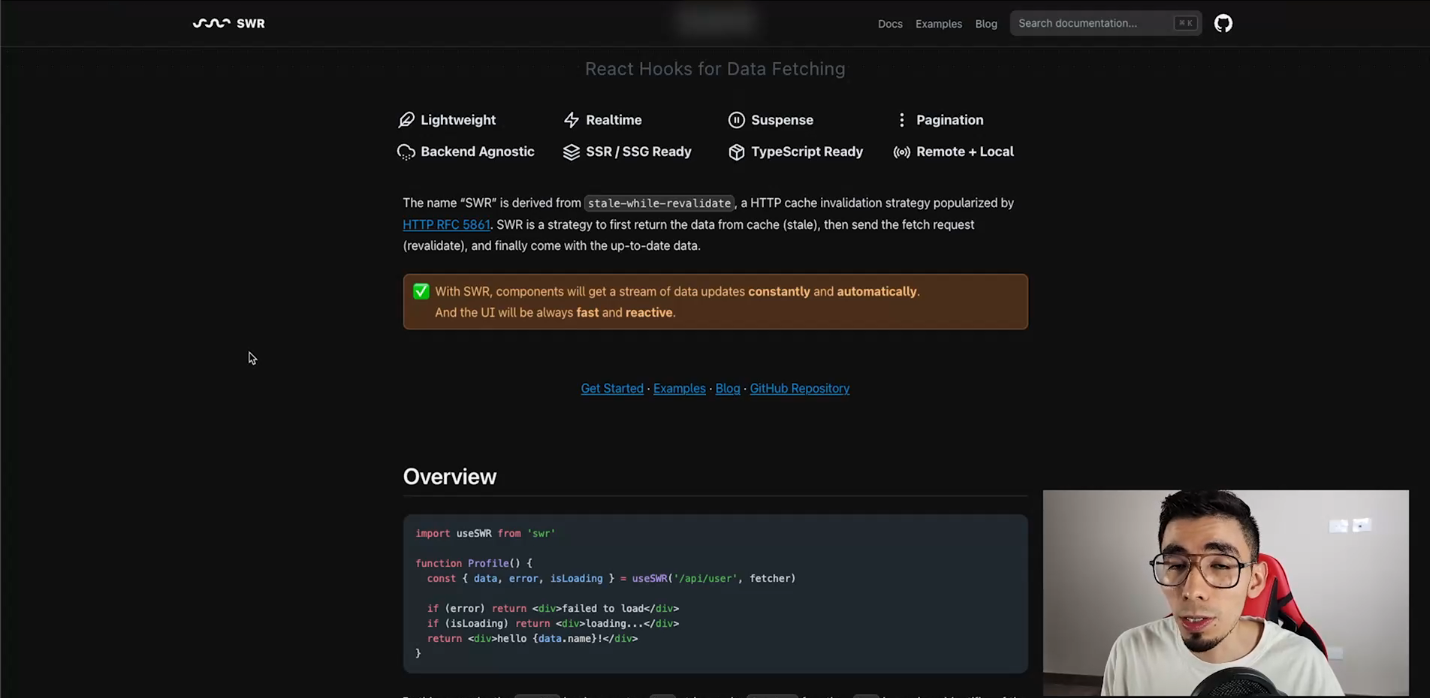 SWR
Docs Examples Blog Search documentation... ⌘ K
React Hooks for Data Fetching
Lightweight Realtime Suspense Pagination
Backend Agnostic SSR / SSG Ready TypeScript Ready Remote + Local
The name “SWR” is derived from stale-while-revalidate, a HTTP cache invalidation strategy popularized by
HTTP RFC 5861. SWR is a strategy to first return the data from cache (stale), then send the fetch request
(revalidate), and finally come with the up-to-date data.
✅ With SWR, components will get a stream of data updates constantly and automatically.
And the UI will be always fast and reactive.
Get Started · Examples · Blog · GitHub Repository
Overview
import useSWR from 'swr'
function Profile() {
const { data, error, isLoading } = useSWR('/api/user', fetcher)
if (error) return <div>failed to load</div>
if (isLoading) return <div>loading...</div>
return <div>hello {data.name}!</div>
}